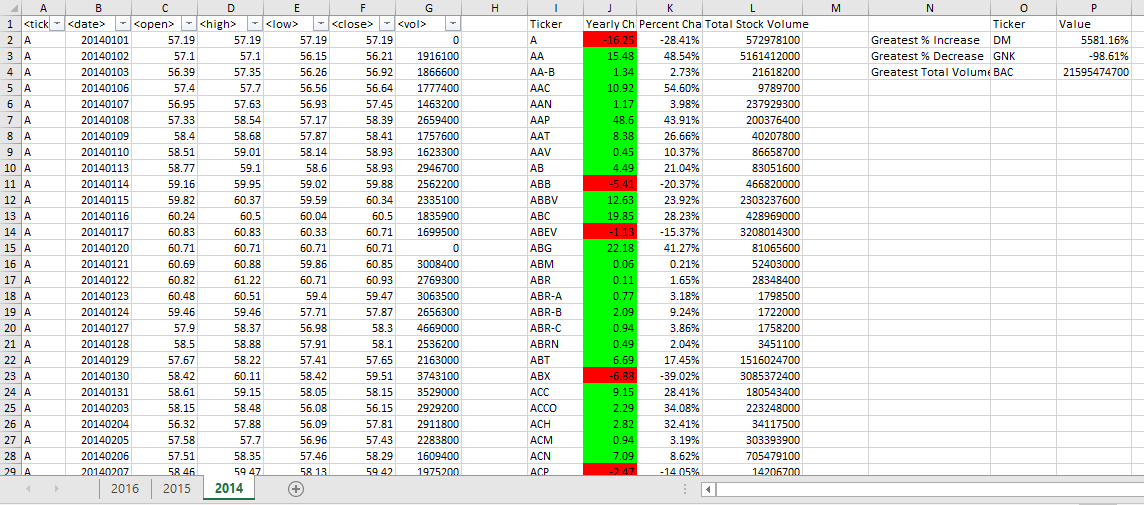 A B C D E F G H I J K L M N O P
1 <tick <date> <open> <high> <low> <close> <vol> Ticker Yearly Ch Percent Cha Total Stock Volume Ticker Value
2 A 20140101 57.19 57.19 57.19 57.19 0 A -16.25 -28.41% 572978100 Greatest % Increase DM 5581.16%
3 A 20140102 57.1 57.1 56.15 56.21 1916100 AA 15.48 48.54% 5161412000 Greatest % Decrease GNK -98.61%
4 A 20140103 56.39 57.35 56.26 56.92 1866600 AA-B 1.34 2.73% 21618200 Greatest Total Volume BAC 21595474700
5 A 20140106 57.4 57.7 56.56 56.64 1777400 AAC 10.92 54.60% 9789700
6 A 20140107 56.95 57.63 56.93 57.45 1463200 AAN 1.17 3.98% 237929300
7 A 20140108 57.33 58.54 57.17 58.39 2659400 AAP 48.6 43.91% 200376400
8 A 20140109 58.4 58.68 57.87 58.41 1757600 AAT 8.38 26.66% 40207800
9 A 20140110 58.51 59.01 58.14 58.93 1623300 AAV 0.45 10.37% 86658700
10 A 20140113 58.77 59.1 58.6 58.93 2946700 AB 4.49 21.04% 83051600
11 A 20140114 59.16 59.95 59.02 59.88 2562200 ABB -5.41 -20.37% 466820000
12 A 20140115 59.82 60.37 59.59 60.34 2335100 ABBV 12.63 23.92% 2303237600
13 A 20140116 60.24 60.5 60.04 60.5 1835900 ABC 19.85 28.23% 428969000
14 A 20140117 60.83 60.83 60.33 60.71 1699500 ABEV -1.13 -15.37% 3208014300
15 A 20140120 60.71 60.71 60.71 60.71 0 ABG 22.18 41.27% 81065600
16 A 20140121 60.69 60.88 59.86 60.85 3008400 ABM 0.06 0.21% 52403000
17 A 20140122 60.82 61.22 60.71 60.93 2769300 ABR 0.11 1.65% 28348400
18 A 20140123 60.48 60.51 59.4 59.47 3063500 ABR-A 0.77 3.18% 1798500
19 A 20140124 59.46 59.46 57.71 57.87 2656300 ABR-B 2.09 9.24% 1722000
20 A 20140127 57.9 58.37 56.98 58.3 4669000 ABR-C 0.94 3.86% 1758200
21 A 20140128 58.5 58.88 57.91 58.1 2536200 ABRN 0.49 2.04% 3451100
22 A 20140129 57.67 58.22 57.41 57.65 2163000 ABT 6.69 17.45% 1516024700
23 A 20140130 58.42 60.11 58.42 59.51 3743100 ABX -6.88 -39.02% 3085372400
24 A 20140131 58.61 59.15 58.05 58.15 3529000 ACC 9.15 28.41% 180543400
25 A 20140203 58.15 58.48 56.08 56.15 2929200 ACCO 2.29 34.08% 223248000
26 A 20140204 56.32 57.88 56.09 57.81 2911800 ACH 2.82 32.41% 34117500
27 A 20140205 57.58 57.7 56.96 57.43 2283800 ACM 0.94 3.19% 303393900
28 A 20140206 57.51 58.35 57.46 58.29 1609400 ACN 7.09 8.62% 705479100
29 A 20140207 58.46 59.47 58.13 59.42 1975200 ACP -2.47 -14.05% 14206700
2016 2015 2014